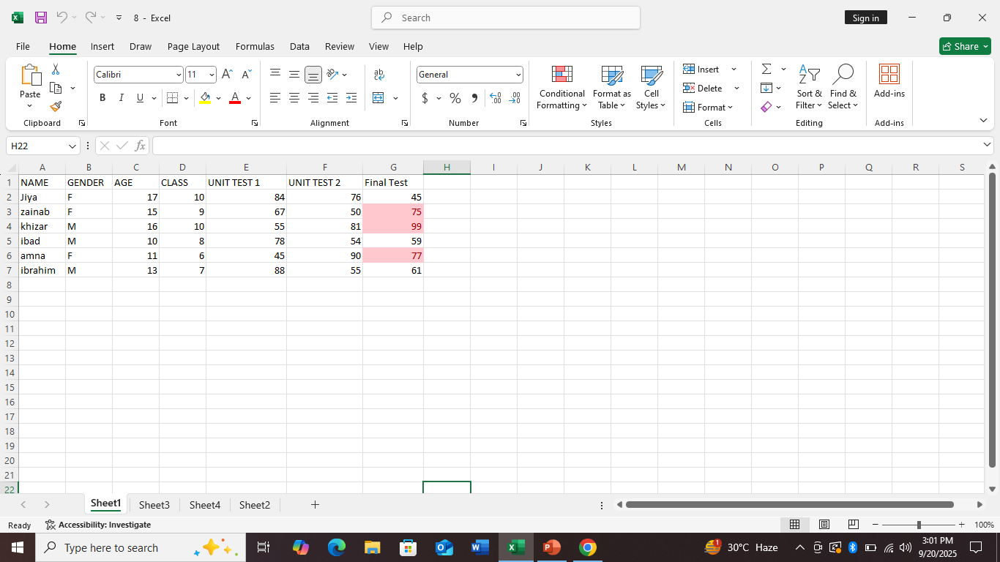 8 - Excel
Search
Sign in
File Home Insert Draw Page Layout Formulas Data Review View Help
Share
Paste
Calibri 11
B I U
A
ab
General
$ % 9
Conditional Formatting
Format as Table
Cell Styles
Insert
Delete
Format
Sort & Filter
Find & Select
Add-ins
Clipboard Font Alignment Number Styles Cells Editing Add-ins
H22
fx
A B C D E F G H I J K L M N O P Q R S
1 NAME GENDER AGE CLASS UNIT TEST 1 UNIT TEST 2 Final Test
2 Jiya F 17 10 84 76 45
3 zainab F 15 9 67 50 75
4 khizar M 16 10 55 81 99
5 ibad M 10 8 78 54 59
6 amna F 11 6 45 90 77
7 ibrahim M 13 7 88 55 61
8
9
10
11
12
13
14
15
16
17
18
19
20
21
22
Sheet1 Sheet3 Sheet4 Sheet2
Ready Accessibility: Investigate
100%
Type here to search
1
30°C Haze
3:01 PM
9/20/2025